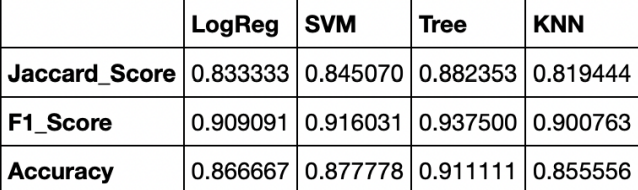 LogReg SVM Tree KNN
Jaccard_Score 0.833333 0.845070 0.882353 0.819444
F1_Score 0.909091 0.916031 0.937500 0.900763
Accuracy 0.866667 0.877778 0.911111 0.855556